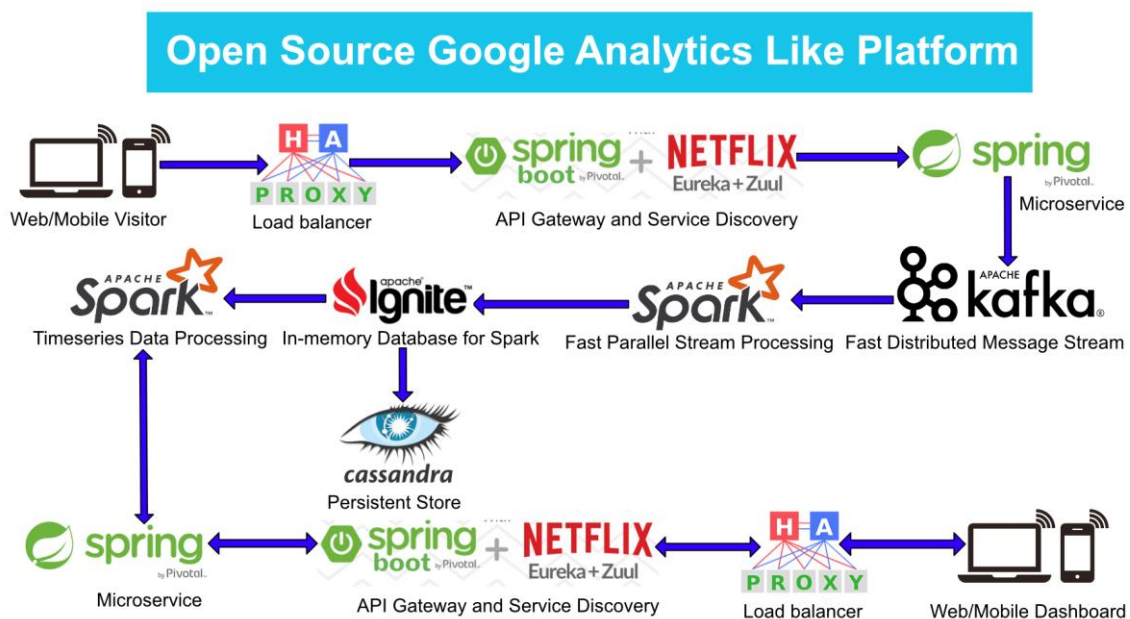 Open Source Google Analytics Like Platform
H A
PROXY
Web/Mobile Visitor
Load balancer
spring
boot by Pivotal
+
NETFLIX
Eureka+Zuul
API Gateway and Service Discovery
spring
by Pivotal
Microservice
APACHE
Spark™
Timeseries Data Processing
apache®
Ignite™
In-memory Database for Spark
APACHE
Spark™
Fast Parallel Stream Processing
APACHE
kafka®
Fast Distributed Message Stream
cassandra
Persistent Store
spring
by Pivotal
Microservice
spring
boot by Pivotal
+
NETFLIX
Eureka+Zuul
API Gateway and Service Discovery
H A
PROXY
Load balancer
Web/Mobile Dashboard